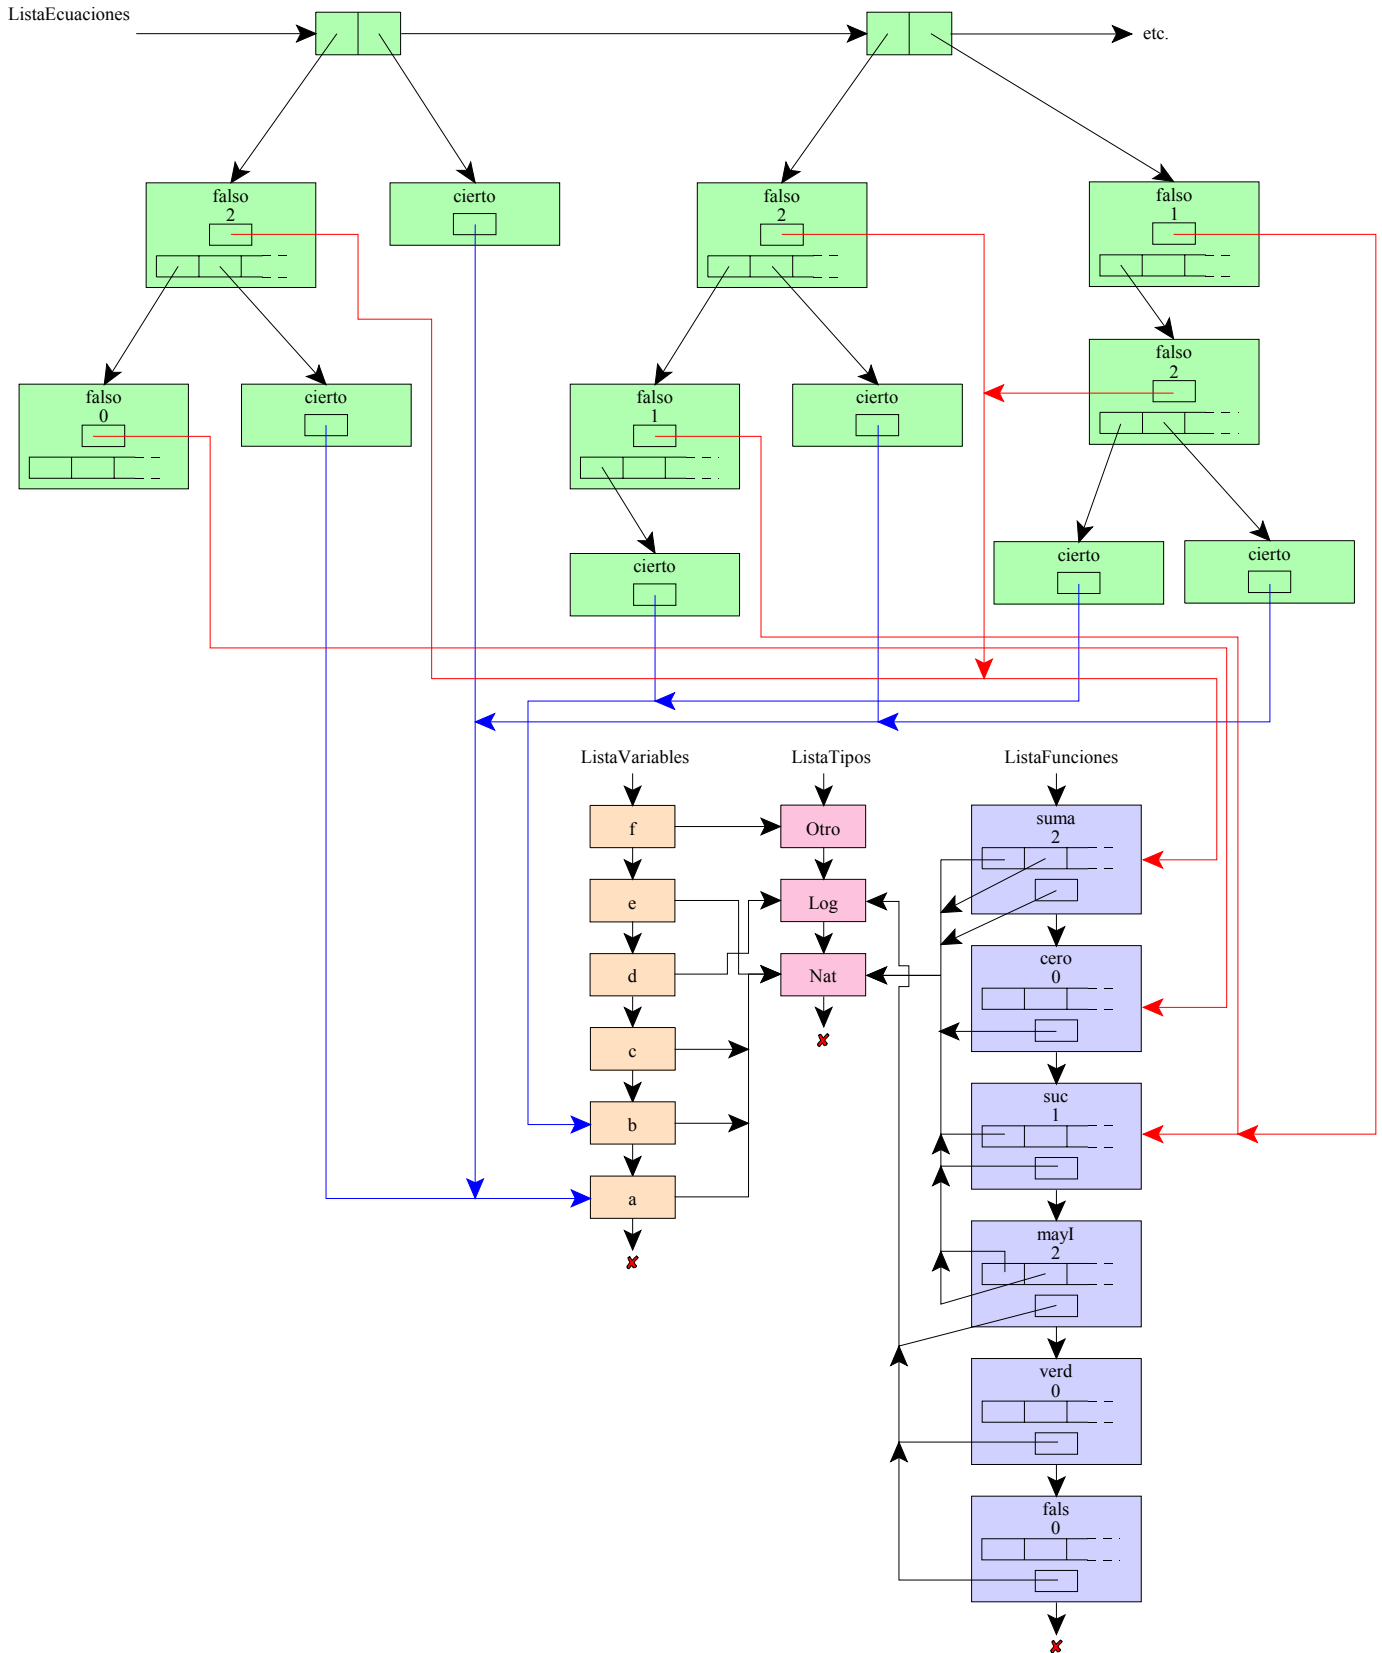 ListaEcuaciones
etc.
falso
2
cierto
falso
2
falso
1
falso
0
cierto
falso
1
cierto
falso
2
cierto
cierto
cierto
ListaVariables
ListaTipos
ListaFunciones
f
e
d
c
b
a
Otro
Log
Nat
suma
2
cero
0
suc
1
mayI
2
verd
0
fals
0